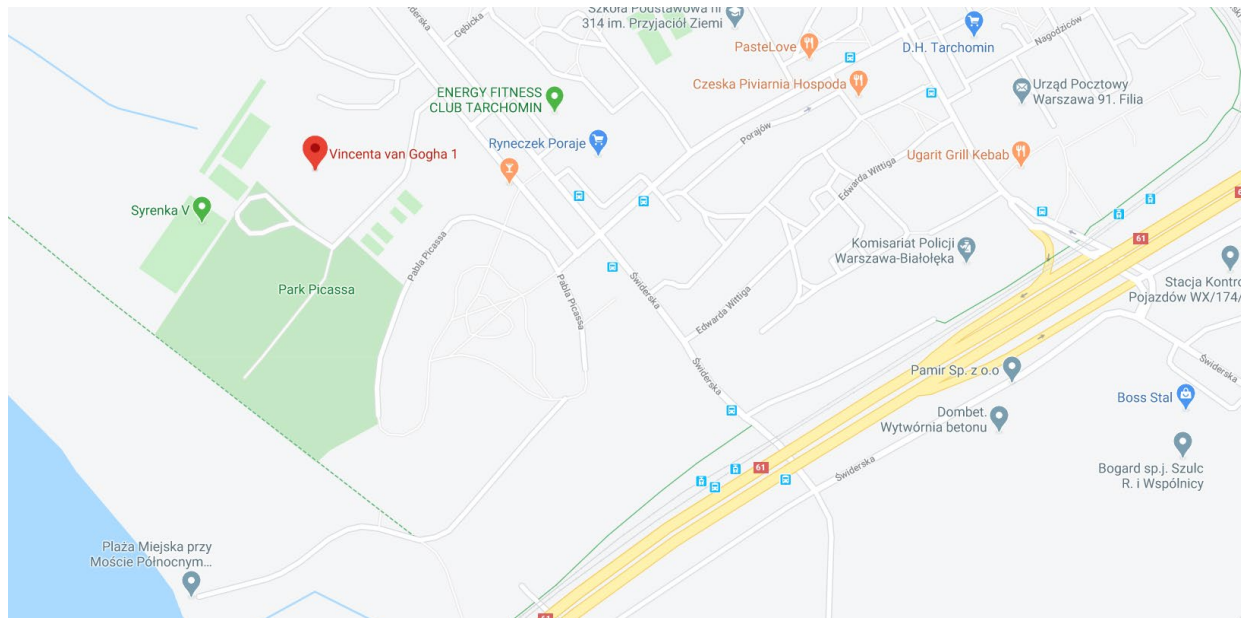 Szkoła Podstawowa nr
314 im. Przyjaciół Ziemi
Gębicka
Świderska
PasteLove
D.H. Tarchomin
Nagodziców
Czeska Piviarnia Hospoda
Urząd Pocztowy
Warszawa 91. Filia
ENERGY FITNESS
CLUB TARCHOMIN
Ryneczek Poraje
Porajów
Vincenta van Gogha 1
Ugarit Grill Kebab
Edwarda Wittiga
Syrenka V
Pabla Picassa
Komisariat Policji
Warszawa-Białołęka
61
Park Picassa
Pabla Picassa
Świderska
Edwarda Wittiga
Stacja Kontro
Pojazdów WX/174/
Świderska
Pamir Sp. z o.o
Świderska
Boss Stal
Dombet.
Wytwórnia betonu
61
Świderska
Bogard sp.j. Szulc
R. i Wspólnicy
Plaża Miejska przy
Moście Północnym...